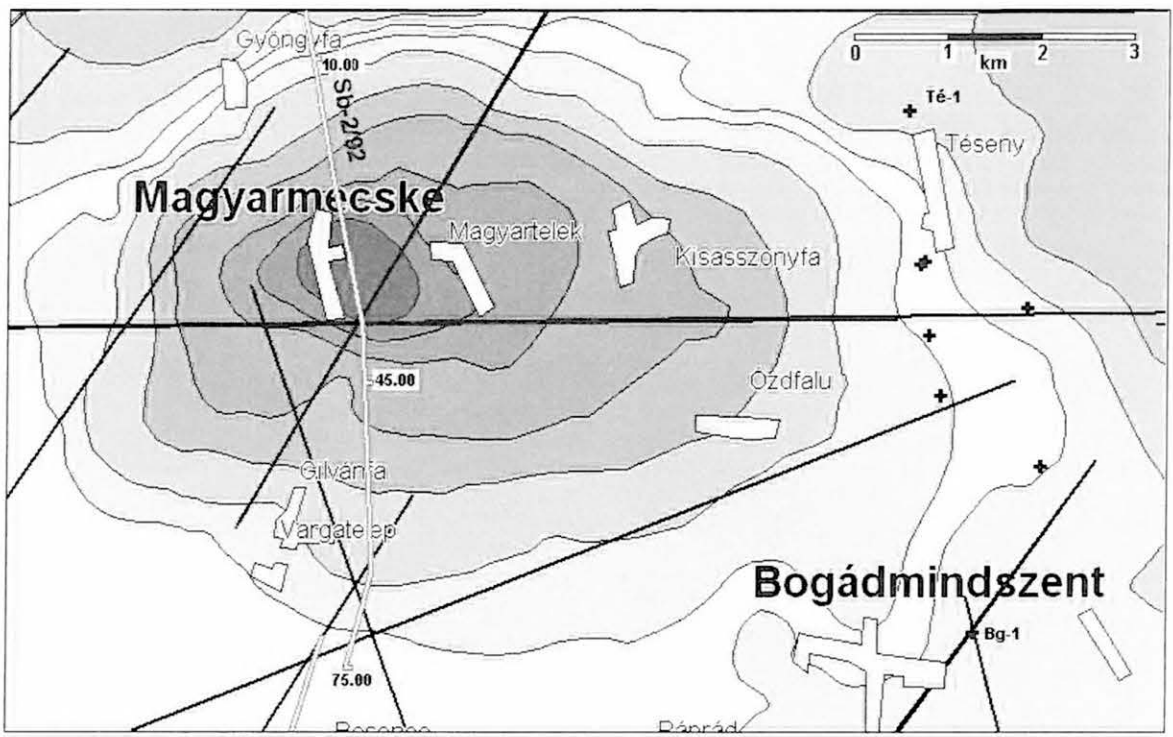 Gyöngyfa
10.00
Sb-2/92
0 1 2 3
km
Té-1
Téseny
Magyarmecske
Magyartelek
Kisasszonyfa
45.00
Ózdfalu
Gilvánfa
Vargatelep
Bogádmindszent
Bg-1
75.00